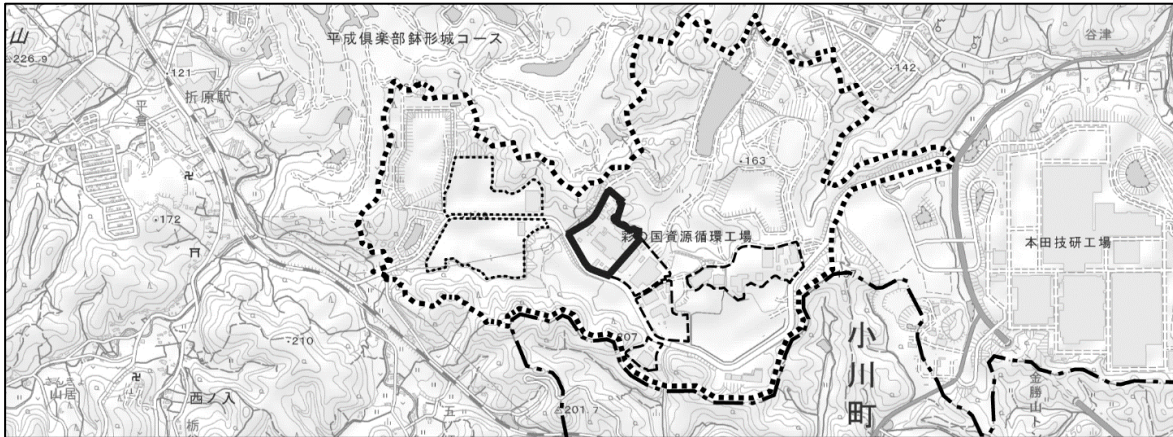 山
226.9
平成倶楽部鉢形城コース
谷津
121
折原駅
142
平倉
163
172
彩の国資源循環工場
本田技研工場
207
小川町
210
山居
西ノ入
201.7
金勝山